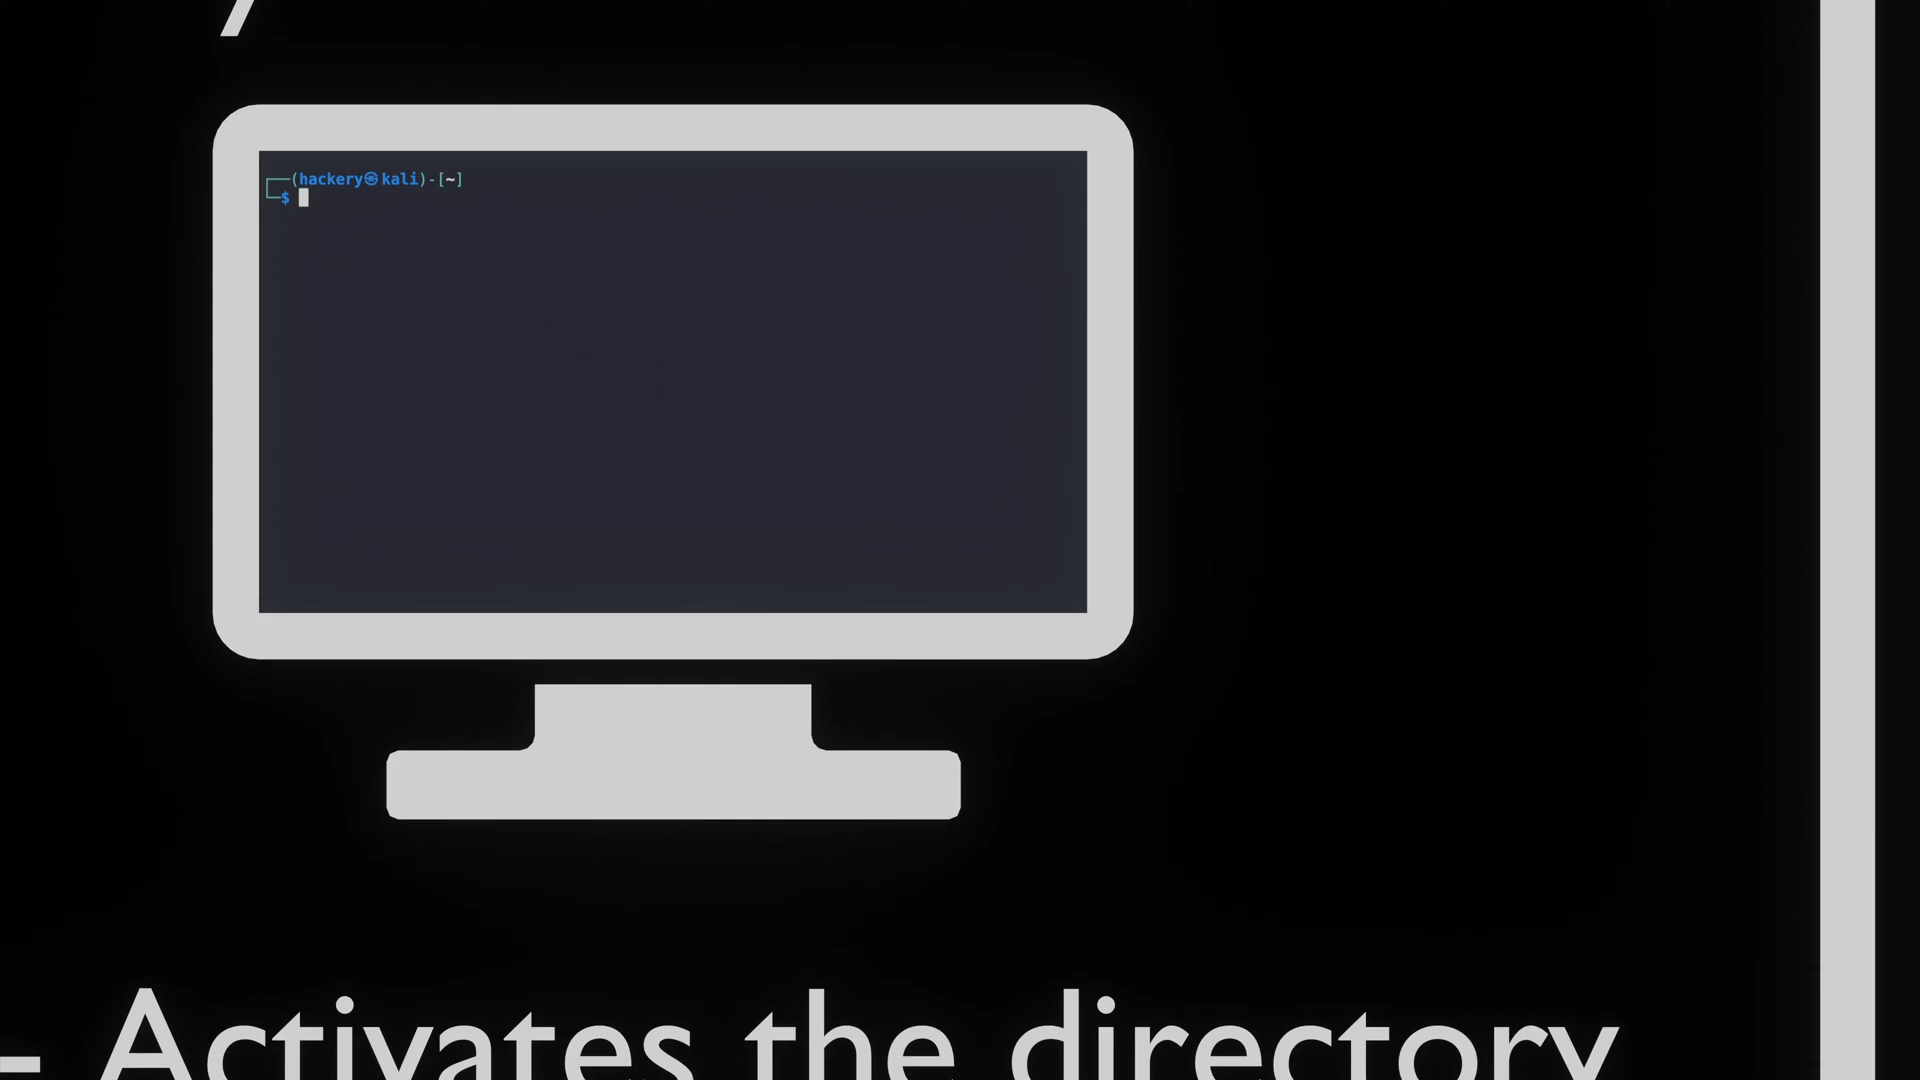 ┌──(hackery㉿kali)-[~]
└─$
- Activates the directory